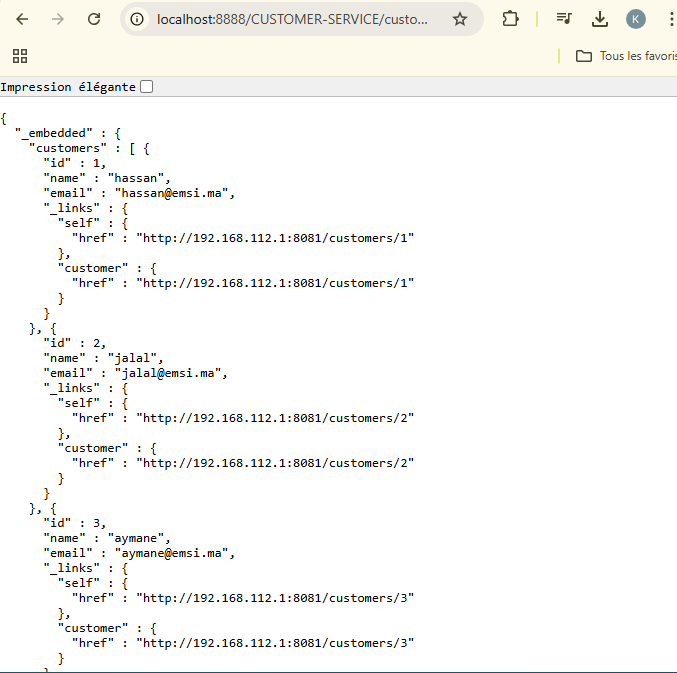 localhost:8888/CUSTOMER-SERVICE/custo...
K
Tous les favoris
Impression élégante
{
  "_embedded" : {
    "customers" : [ {
      "id" : 1,
      "name" : "hassan",
      "email" : "hassan@emsi.ma",
      "_links" : {
        "self" : {
          "href" : "http://192.168.112.1:8081/customers/1"
        },
        "customer" : {
          "href" : "http://192.168.112.1:8081/customers/1"
        }
      }
    }, {
      "id" : 2,
      "name" : "jalal",
      "email" : "jalal@emsi.ma",
      "_links" : {
        "self" : {
          "href" : "http://192.168.112.1:8081/customers/2"
        },
        "customer" : {
          "href" : "http://192.168.112.1:8081/customers/2"
        }
      }
    }, {
      "id" : 3,
      "name" : "aymane",
      "email" : "aymane@emsi.ma",
      "_links" : {
        "self" : {
          "href" : "http://192.168.112.1:8081/customers/3"
        },
        "customer" : {
          "href" : "http://192.168.112.1:8081/customers/3"
        }